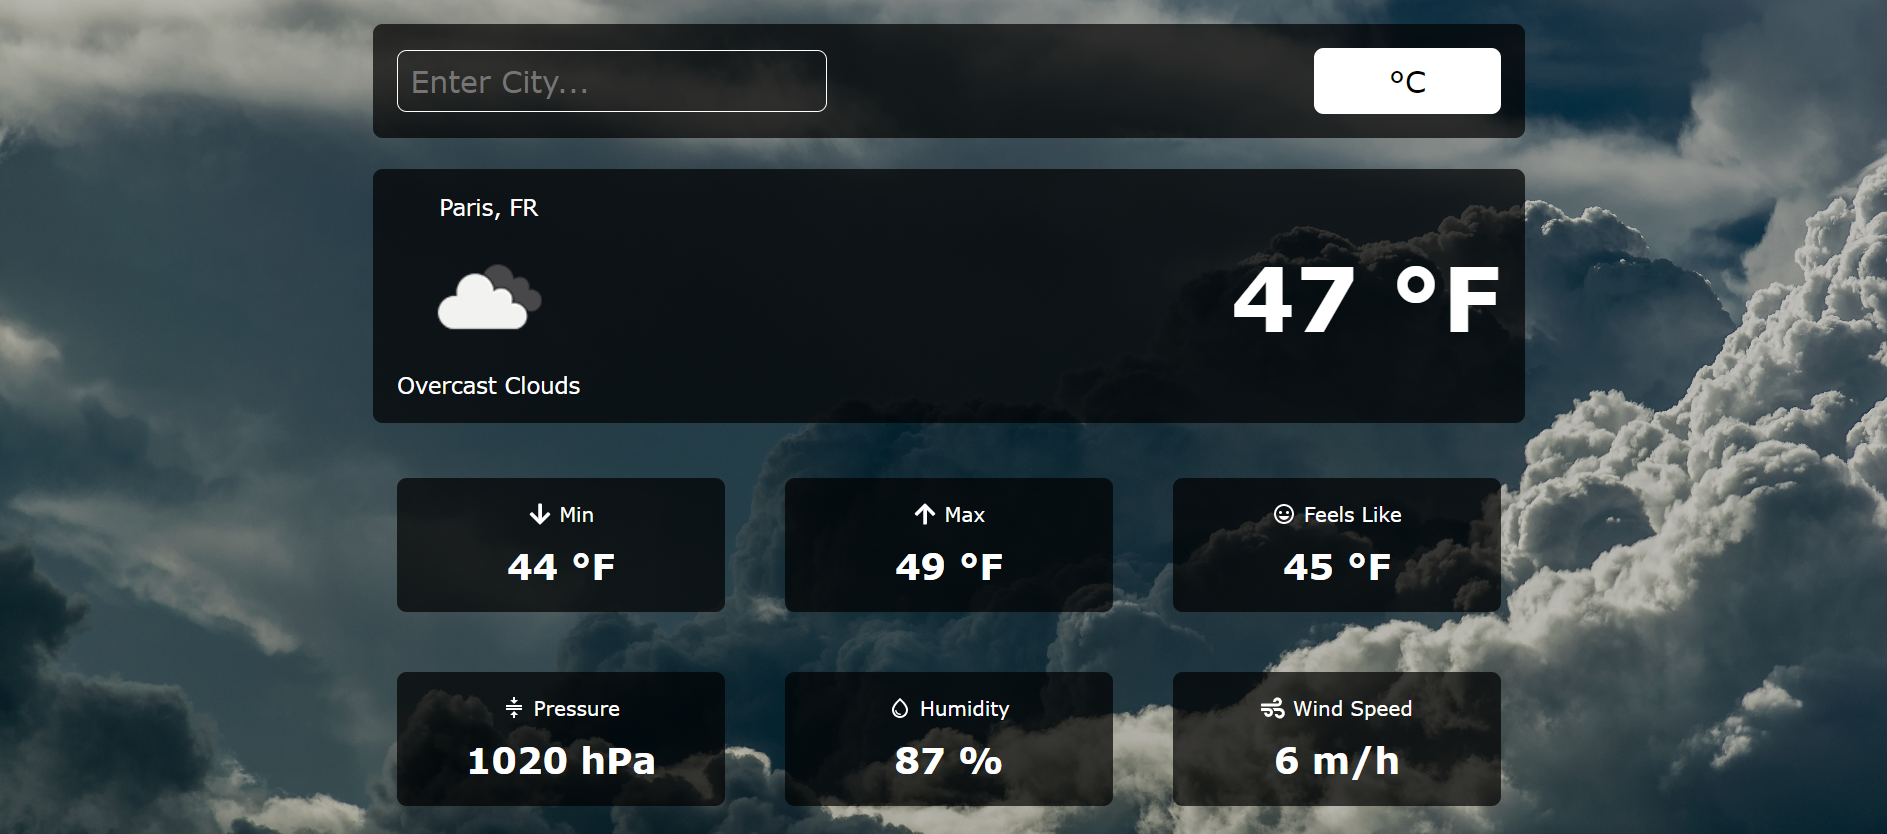 Enter City...
°C
Paris, FR
47 °F
Overcast Clouds
Min
44 °F
Max
49 °F
Feels Like
45 °F
Pressure
1020 hPa
Humidity
87 %
Wind Speed
6 m/h